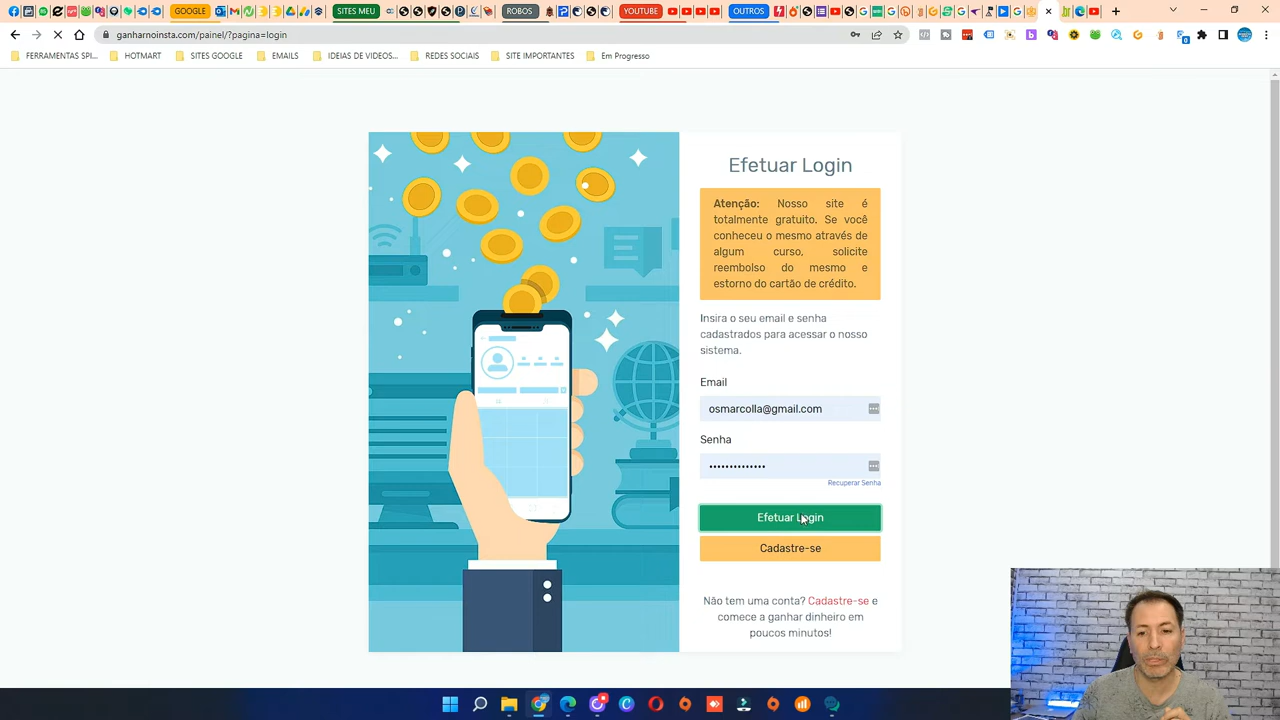 GOOGLE
SITES MEU
ROBOS
YOUTUBE
OUTROS
ganharnoinsta.com/painel/?pagina=login
FERRAMENTAS SPI...
HOTMART
SITES GOOGLE
EMAILS
IDEIAS DE VIDEOS...
REDES SOCIAIS
SITE IMPORTANTES
Em Progresso
Efetuar Login
Atenção: Nosso site é
totalmente gratuito. Se você
conheceu o mesmo através de
algum curso, solicite
reembolso do mesmo e
estorno do cartão de crédito.
Insira o seu email e senha
cadastrados para acessar o nosso
sistema.
Email
osmarcolla@gmail.com
Senha
••••••••••••••
Recuperar Senha
Efetuar Login
Cadastre-se
Não tem uma conta? Cadastre-se e
comece a ganhar dinheiro em
poucos minutos!